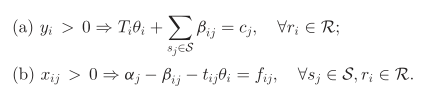 (a) y_i > 0 ⇒ T_iθ_i + ∑_{s_j∈𝒮} β_{ij} = c_j, ∀r_i ∈ ℛ;
(b) x_{ij} > 0 ⇒ α_j − β_{ij} − t_{ij}θ_i = f_{ij}, ∀s_j ∈ 𝒮, r_i ∈ ℛ.